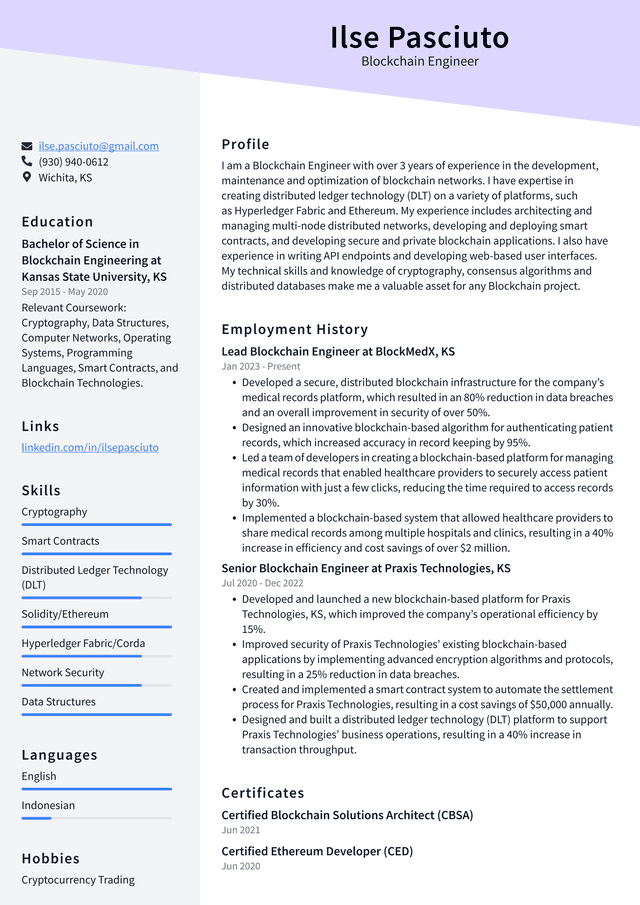 Ilse Pasciuto
Blockchain Engineer
ilse.pasciuto@gmail.com
(930) 940-0612
Wichita, KS
Education
Bachelor of Science in
Blockchain Engineering at
Kansas State University, KS
Sep 2015 - May 2020
Relevant Coursework:
Cryptography, Data Structures,
Computer Networks, Operating
Systems, Programming
Languages, Smart Contracts, and
Blockchain Technologies.
Links
linkedin.com/in/ilsepasciuto
Skills
Cryptography
Smart Contracts
Distributed Ledger Technology
(DLT)
Solidity/Ethereum
Hyperledger Fabric/Corda
Network Security
Data Structures
Languages
English
Indonesian
Hobbies
Cryptocurrency Trading
Profile
I am a Blockchain Engineer with over 3 years of experience in the development,
maintenance and optimization of blockchain networks. I have expertise in
creating distributed ledger technology (DLT) on a variety of platforms, such
as Hyperledger Fabric and Ethereum. My experience includes architecting and
managing multi-node distributed networks, developing and deploying smart
contracts, and developing secure and private blockchain applications. I also have
experience in writing API endpoints and developing web-based user interfaces.
My technical skills and knowledge of cryptography, consensus algorithms and
distributed databases make me a valuable asset for any Blockchain project.
Employment History
Lead Blockchain Engineer at BlockMedX, KS
Jan 2023 - Present
• Developed a secure, distributed blockchain infrastructure for the company's
medical records platform, which resulted in an 80% reduction in data breaches
and an overall improvement in security of over 50%.
• Designed an innovative blockchain-based algorithm for authenticating patient
records, which increased accuracy in record keeping by 95%.
• Led a team of developers in creating a blockchain-based platform for managing
medical records that enabled healthcare providers to securely access patient
information with just a few clicks, reducing the time required to access records
by 30%.
• Implemented a blockchain-based system that allowed healthcare providers to
share medical records among multiple hospitals and clinics, resulting in a 40%
increase in efficiency and cost savings of over $2 million.
Senior Blockchain Engineer at Praxis Technologies, KS
Jul 2020 - Dec 2022
• Developed and launched a new blockchain-based platform for Praxis
Technologies, KS, which improved the company's operational efficiency by
15%.
• Improved security of Praxis Technologies' existing blockchain-based
applications by implementing advanced encryption algorithms and protocols,
resulting in a 25% reduction in data breaches.
• Created and implemented a smart contract system to automate the settlement
process for Praxis Technologies, resulting in a cost savings of $50,000 annually.
• Designed and built a distributed ledger technology (DLT) platform to support
Praxis Technologies' business operations, resulting in a 40% increase in
transaction throughput.
Certificates
Certified Blockchain Solutions Architect (CBSA)
Jun 2021
Certified Ethereum Developer (CED)
Jun 2020